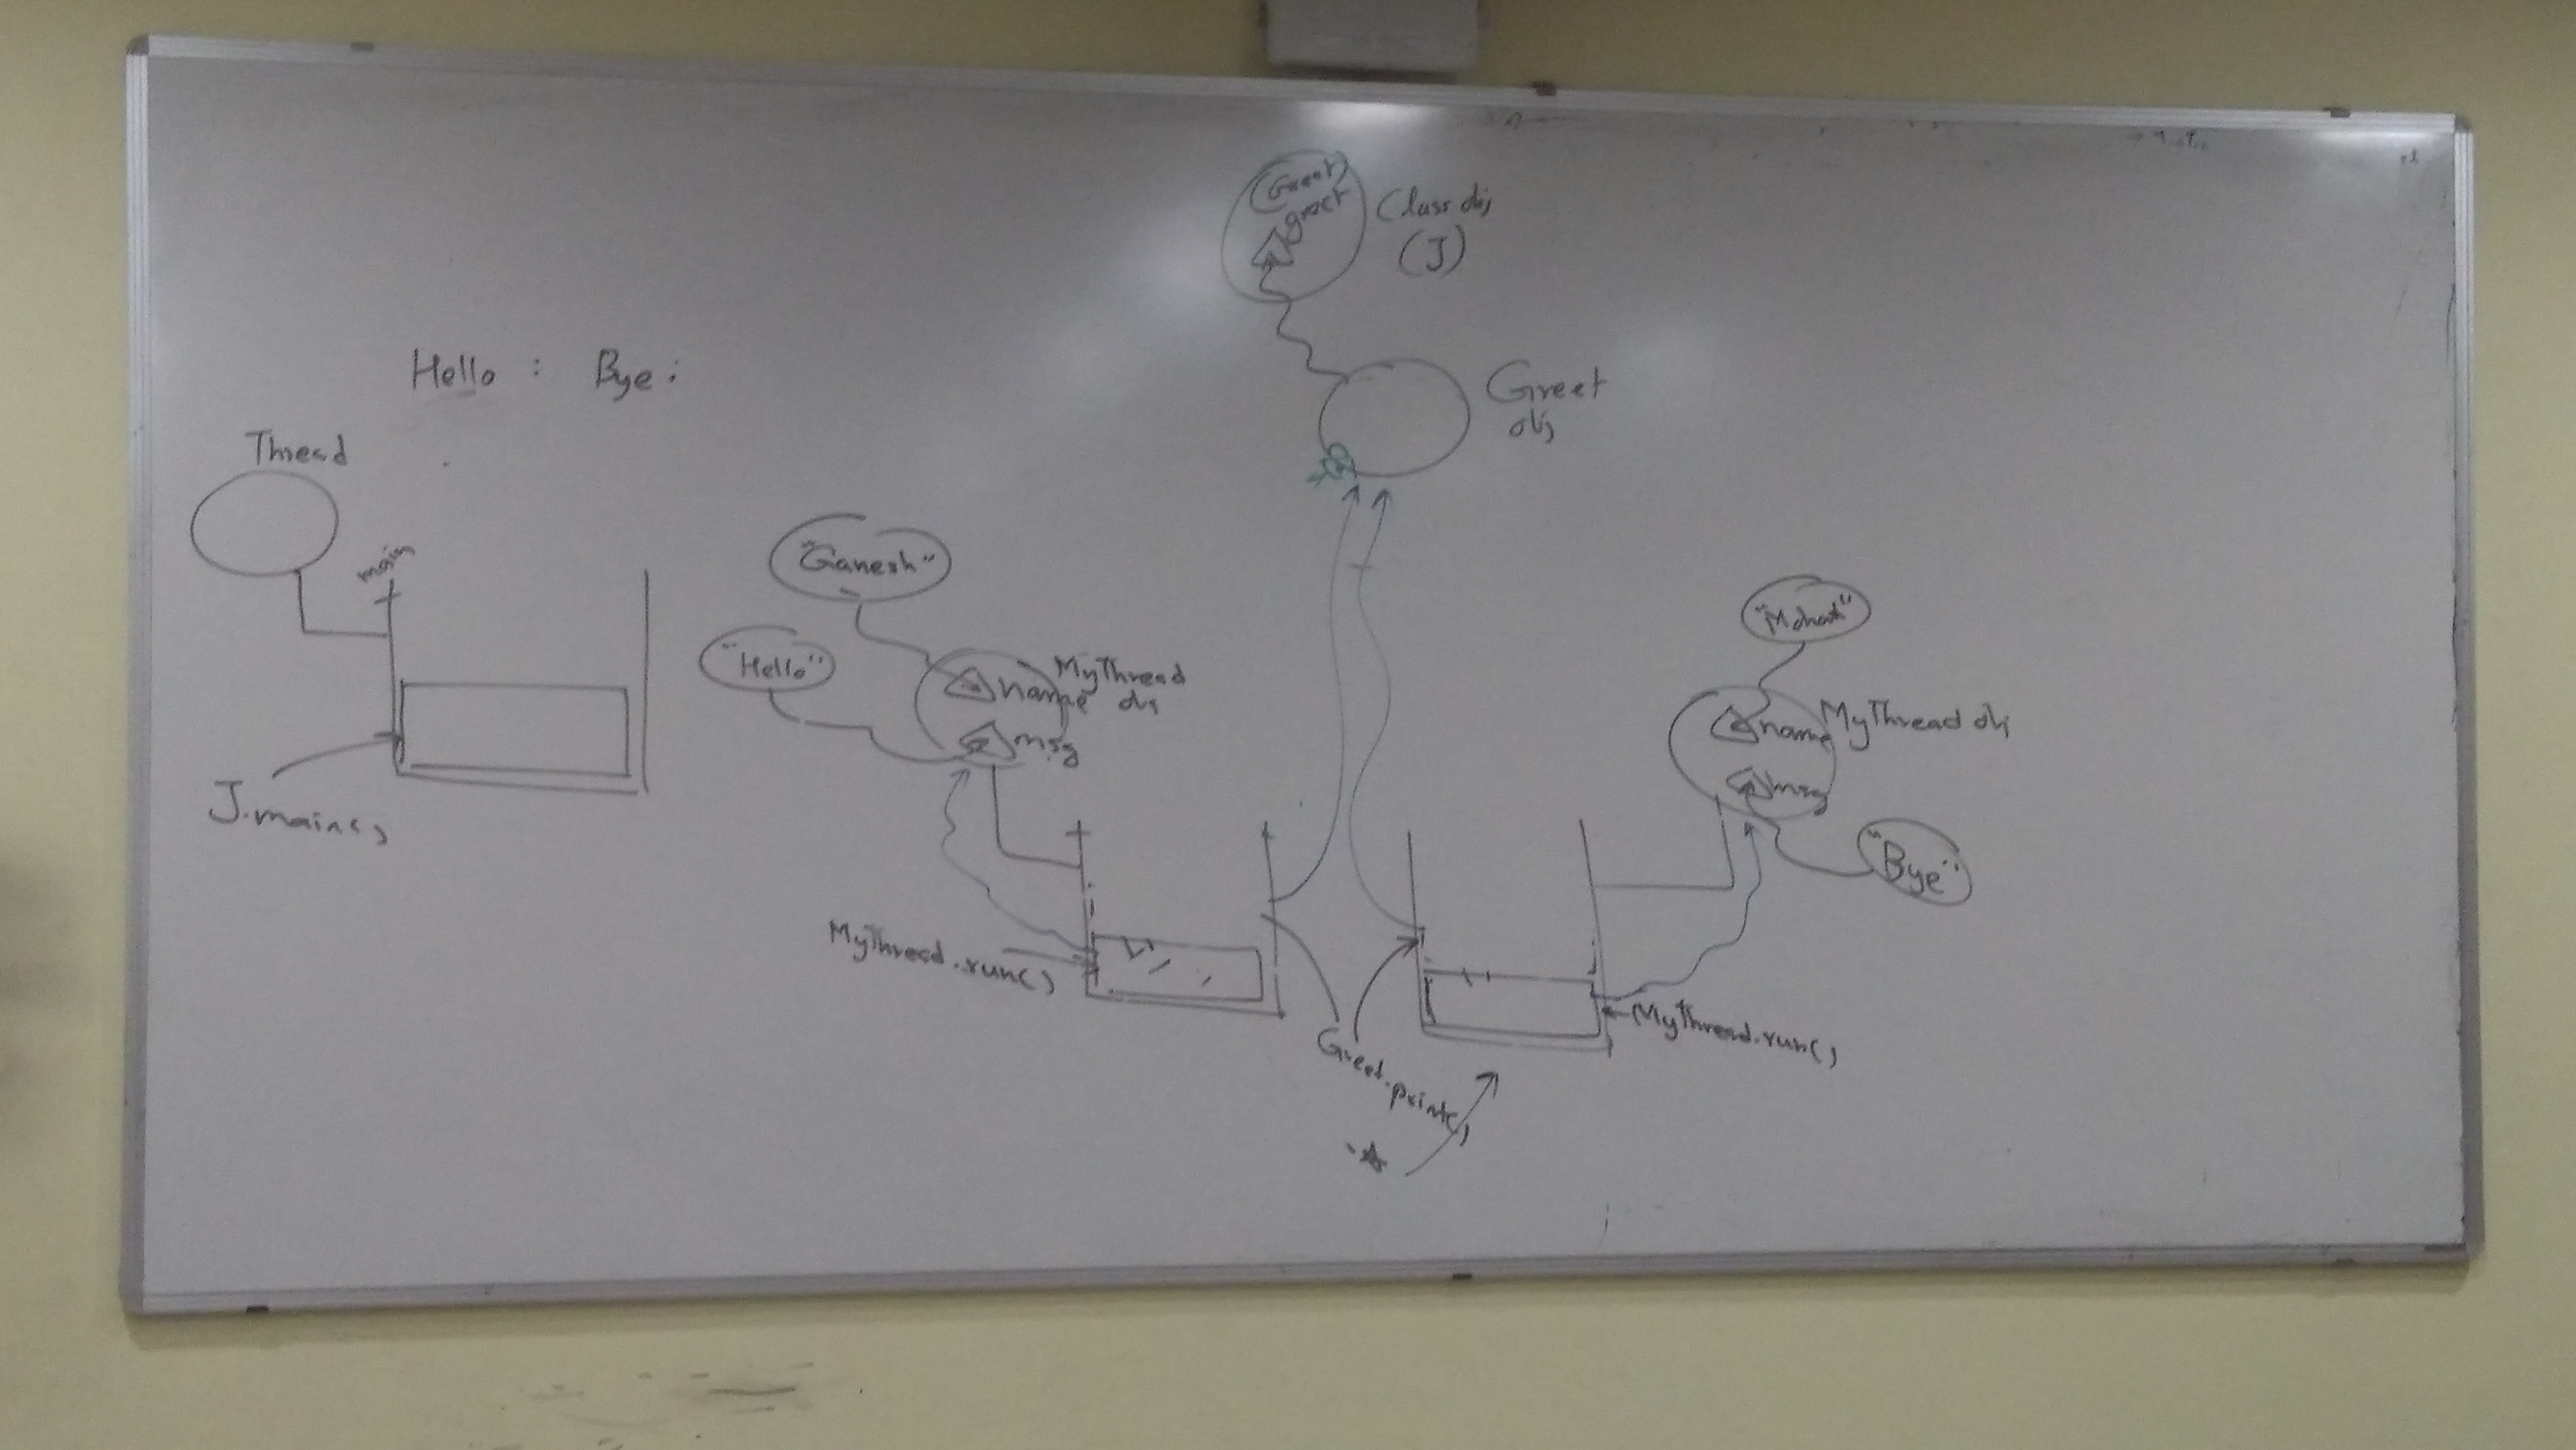 (Greet)
greet
Class obj
(J)
Hello : Bye :
Greet
obj
Thread
main
"Ganesh"
"Hello"
MyThread
obj
name
msg
J.main()
name
MyThread obj
msg
"Bye"
MyThread.run()
MyThread.run()
Greet.print()